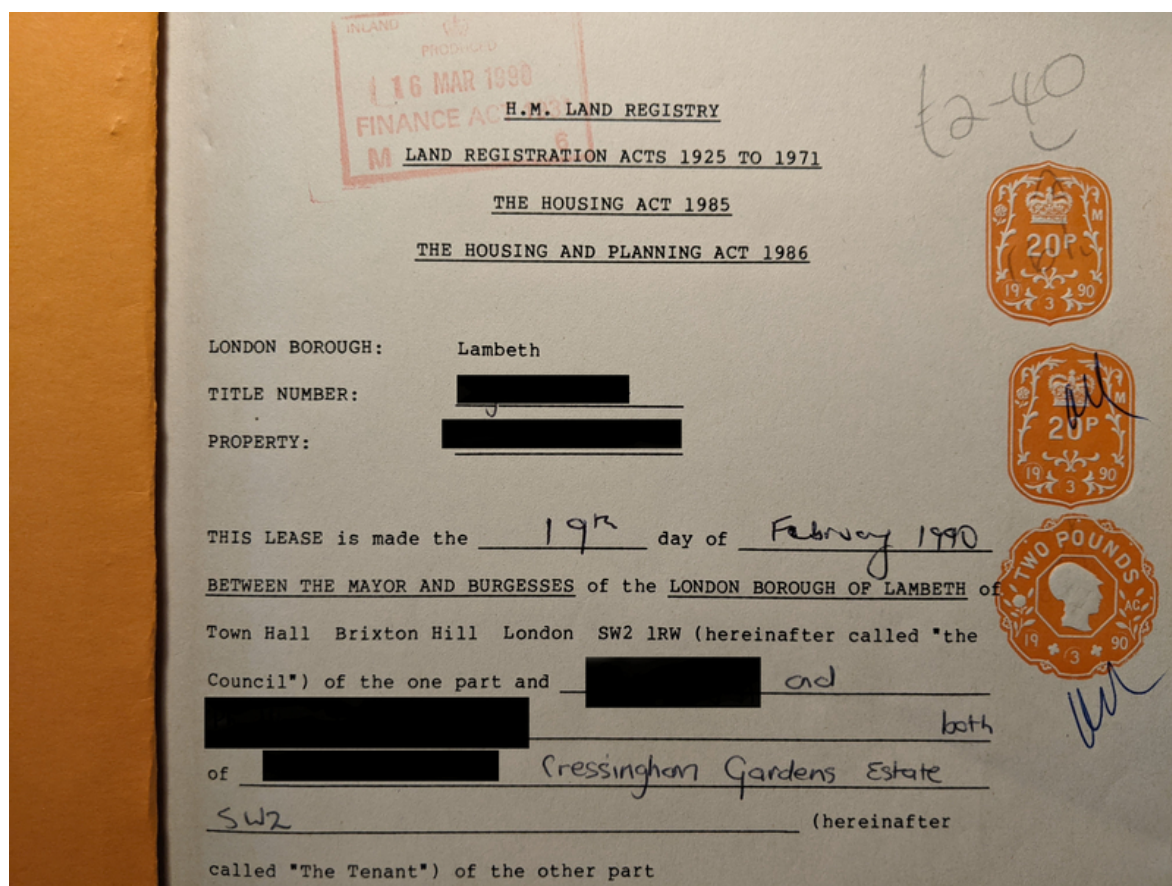 INLAND
PRODUCED
16 MAR 1990
FINANCE ACT 1931
M 6
£2-40
H.M. LAND REGISTRY
LAND REGISTRATION ACTS 1925 TO 1971
THE HOUSING ACT 1985
THE HOUSING AND PLANNING ACT 1986
F M
20P
19 3 90
LONDON BOROUGH: Lambeth
TITLE NUMBER:
PROPERTY:
M
20P
19 3 90
THIS LEASE is made the 19th day of February 1990
BETWEEN THE MAYOR AND BURGESSES of the LONDON BOROUGH OF LAMBETH of
TWO POUNDS
AC
19 3 90
Town Hall Brixton Hill London SW2 1RW (hereinafter called "the
Council") of the one part and and
both
of Cressingham Gardens Estate
SW2 (hereinafter
called "The Tenant") of the other part